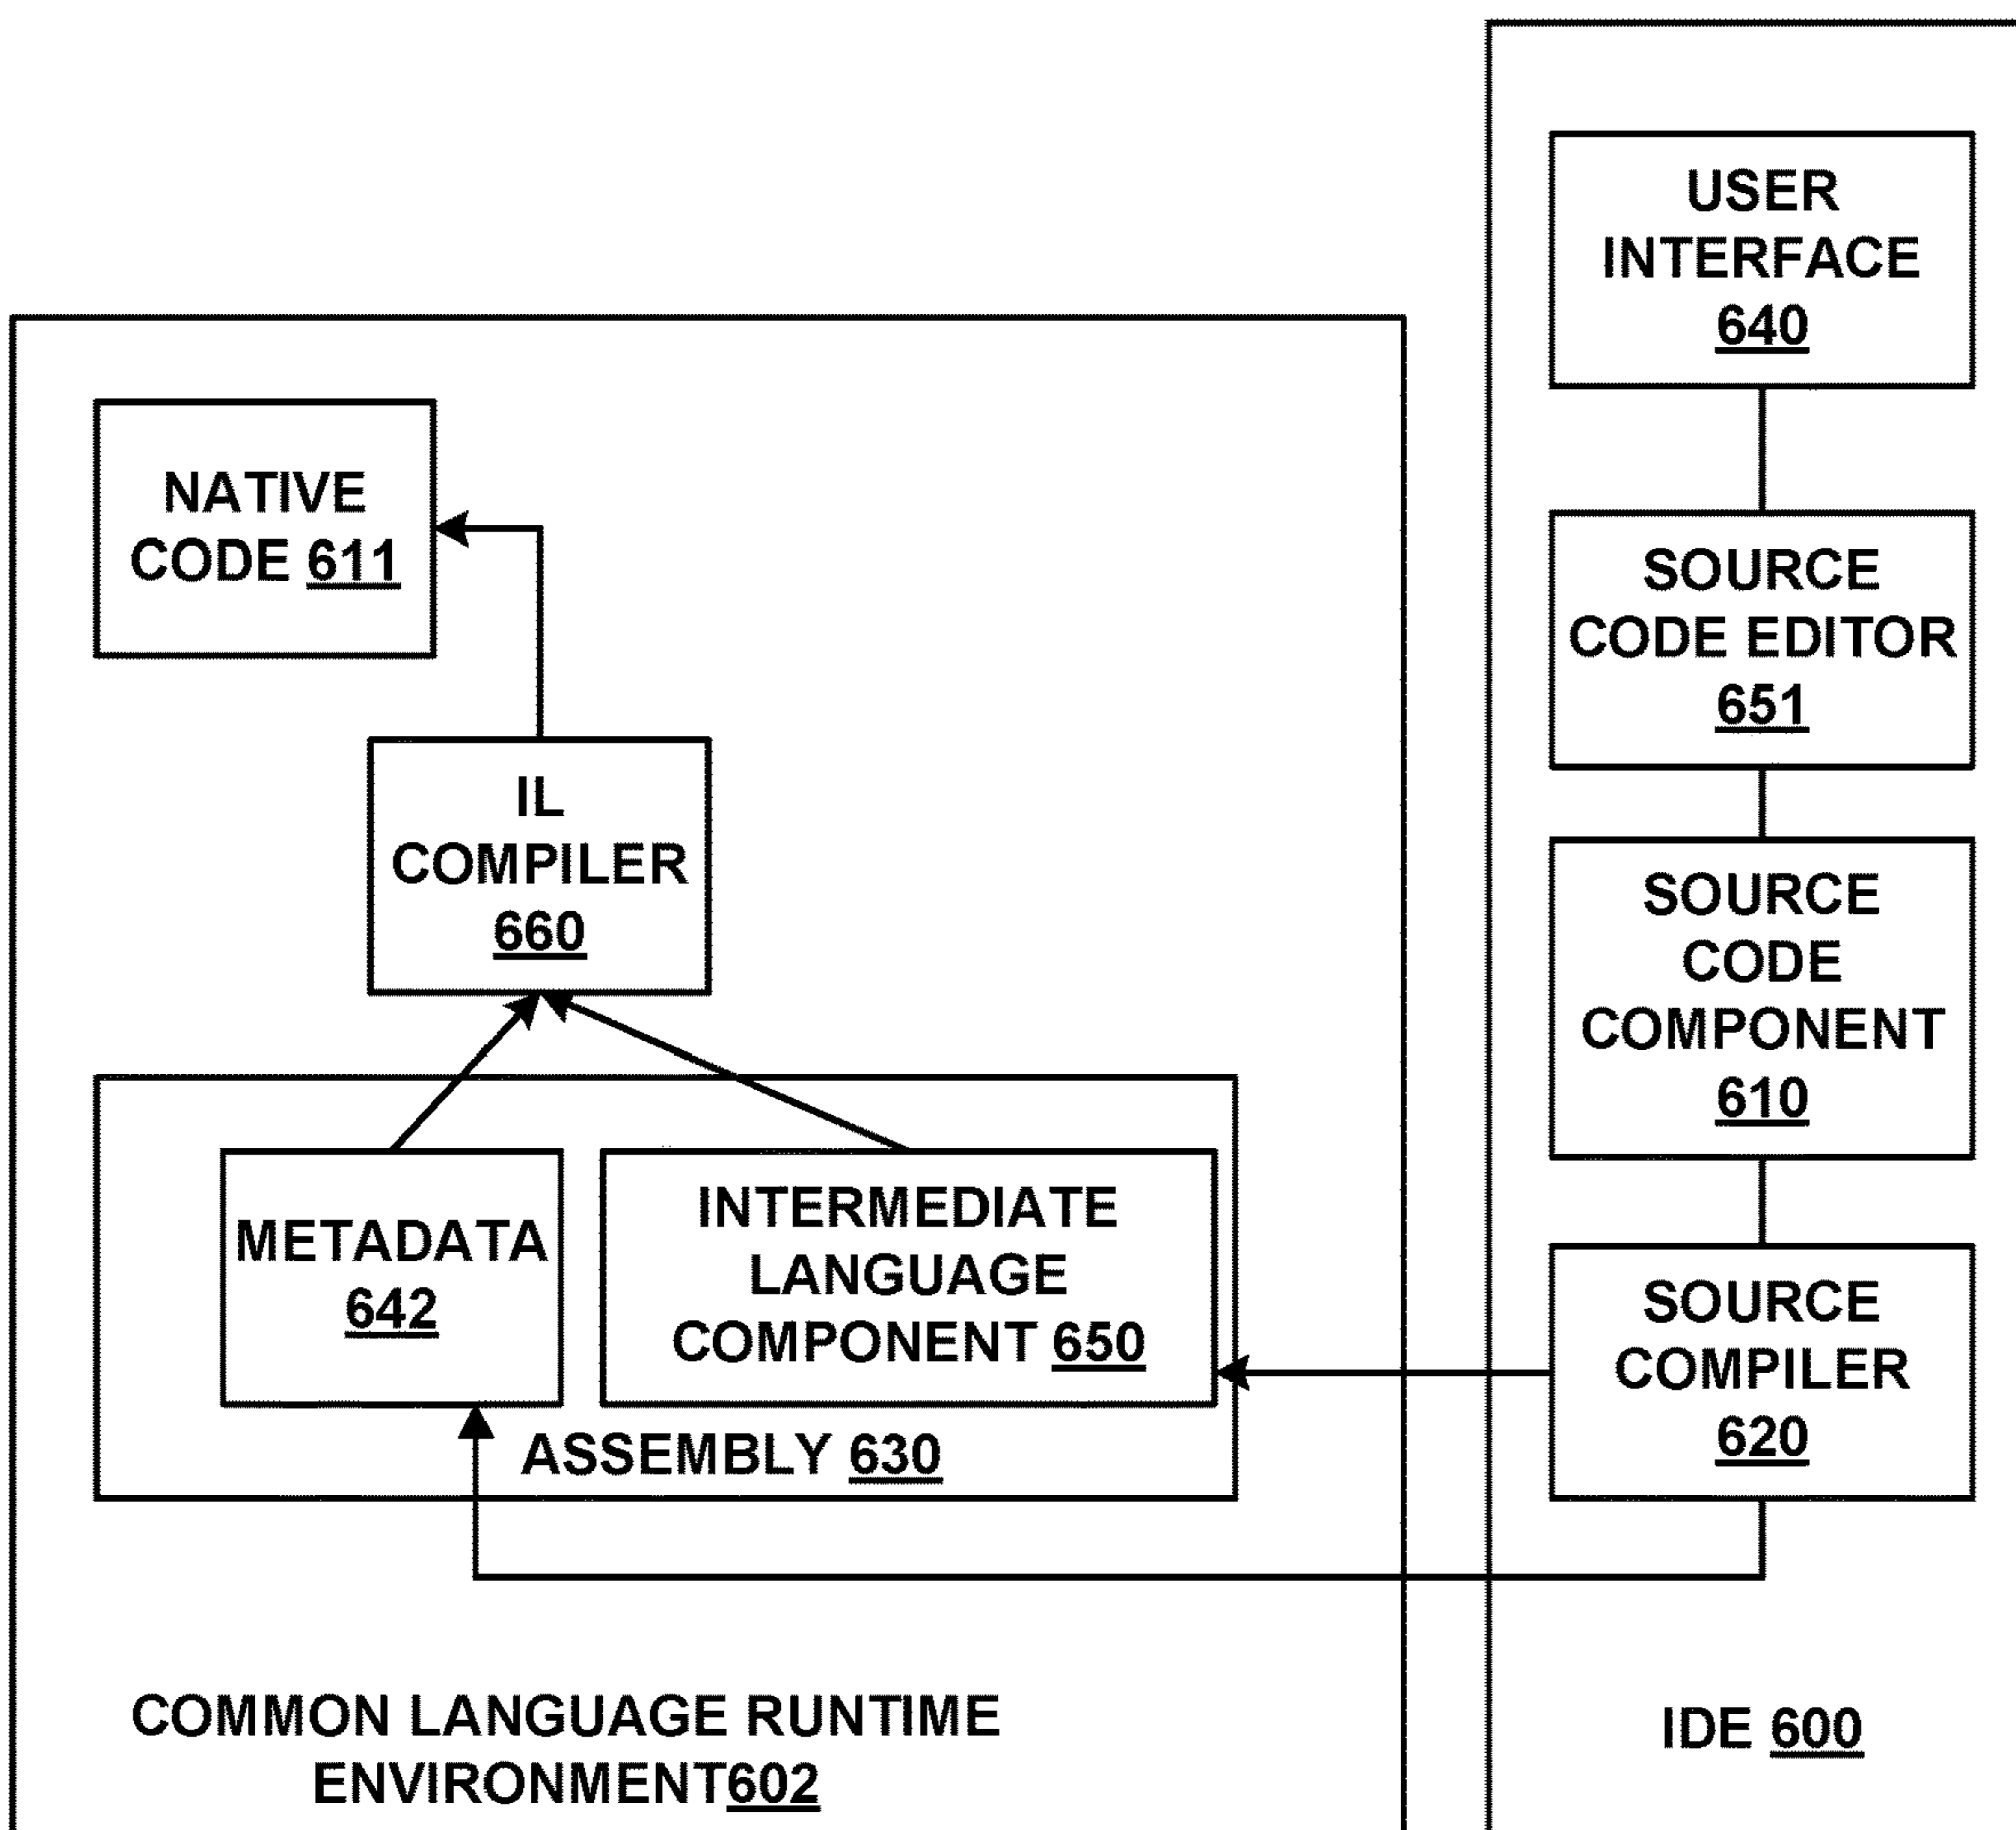 USER
INTERFACE
640
NATIVE
CODE 611
SOURCE
CODE EDITOR
651
IL
COMPILER
660
SOURCE
CODE
COMPONENT
610
METADATA
642
INTERMEDIATE
LANGUAGE
COMPONENT 650
SOURCE
COMPILER
620
ASSEMBLY 630
COMMON LANGUAGE RUNTIME
ENVIRONMENT602
IDE 600